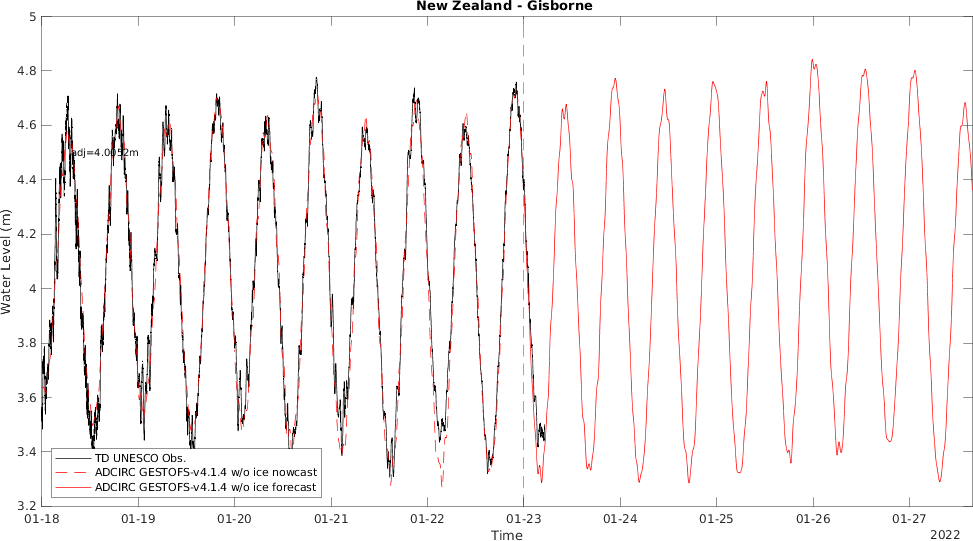 New Zealand - Gisborne
5
4.8
4.6
4.4
4.2
4
3.8
3.6
3.4
3.2
Water Level (m)
adj=4.0052m
TD UNESCO Obs.
ADCIRC GESTOFS-v4.1.4 w/o ice nowcast
ADCIRC GESTOFS-v4.1.4 w/o ice forecast
01-18 01-19 01-20 01-21 01-22 01-23 01-24 01-25 01-26 01-27
Time
2022